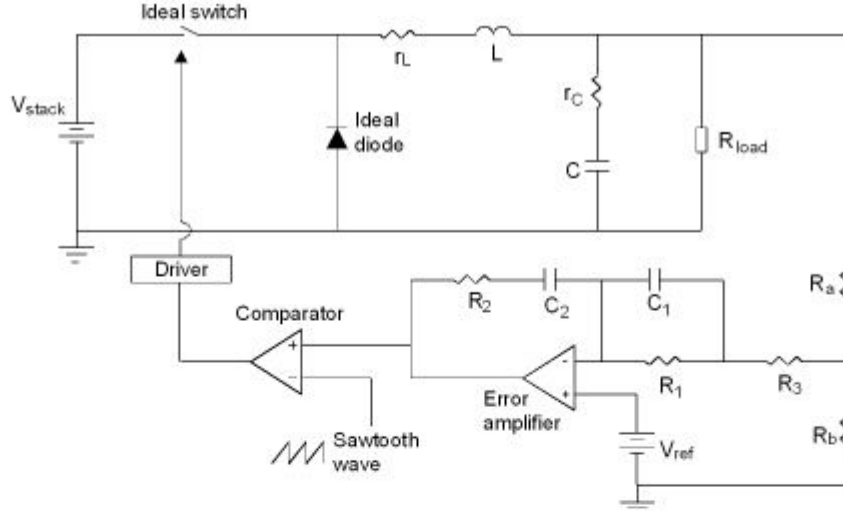 Ideal switch
rL
L
Vstack
Ideal
diode
rC
C
Rload
Driver
R2
C2
C1
Ra
Comparator
+
−
-
+
R1
R3
Error
amplifier
Sawtooth
wave
Vref
Rb